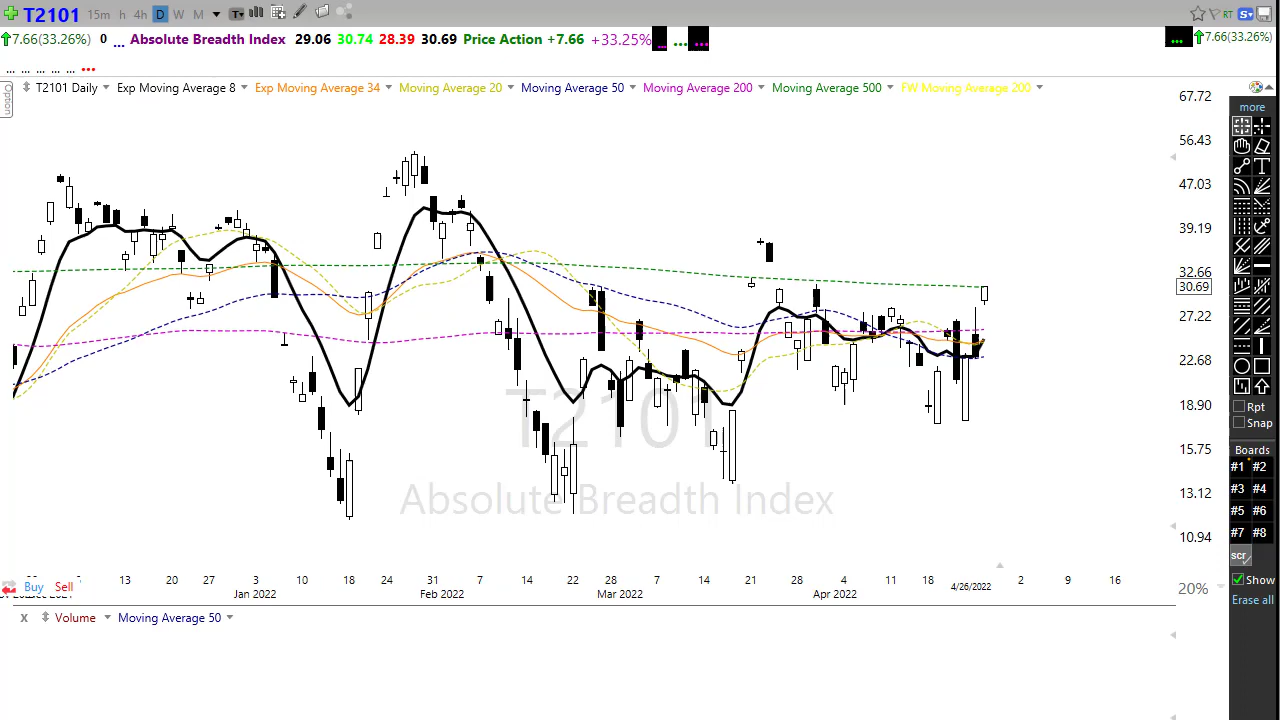 T2101 15m h 4h D W M T RT S
7.66(33.26%) 0 ... Absolute Breadth Index 29.06 30.74 28.39 30.69 Price Action +7.66 +33.25% ... ... ... ... 7.66(33.26%)
... ... ... ... ... ...
Option T2101 Daily Exp Moving Average 8 Exp Moving Average 34 Moving Average 20 Moving Average 50 Moving Average 200 Moving Average 500 FW Moving Average 200
67.72
more
56.43
47.03
39.19
32.66
30.69
27.22
22.68
18.90
15.75
13.12
10.94
T2101
Absolute Breadth Index
Rpt
Snap
Boards
#1 #2
#3 #4
#5 #6
#7 #8
scr
Show
Erase all
13 20 27 3 10 18 24 31 7 14 22 28 7 14 21 28 4 11 18 4/26/2022 2 9 16
Buy Sell 20%
Jan 2022 Feb 2022 Mar 2022 Apr 2022
x Volume Moving Average 50